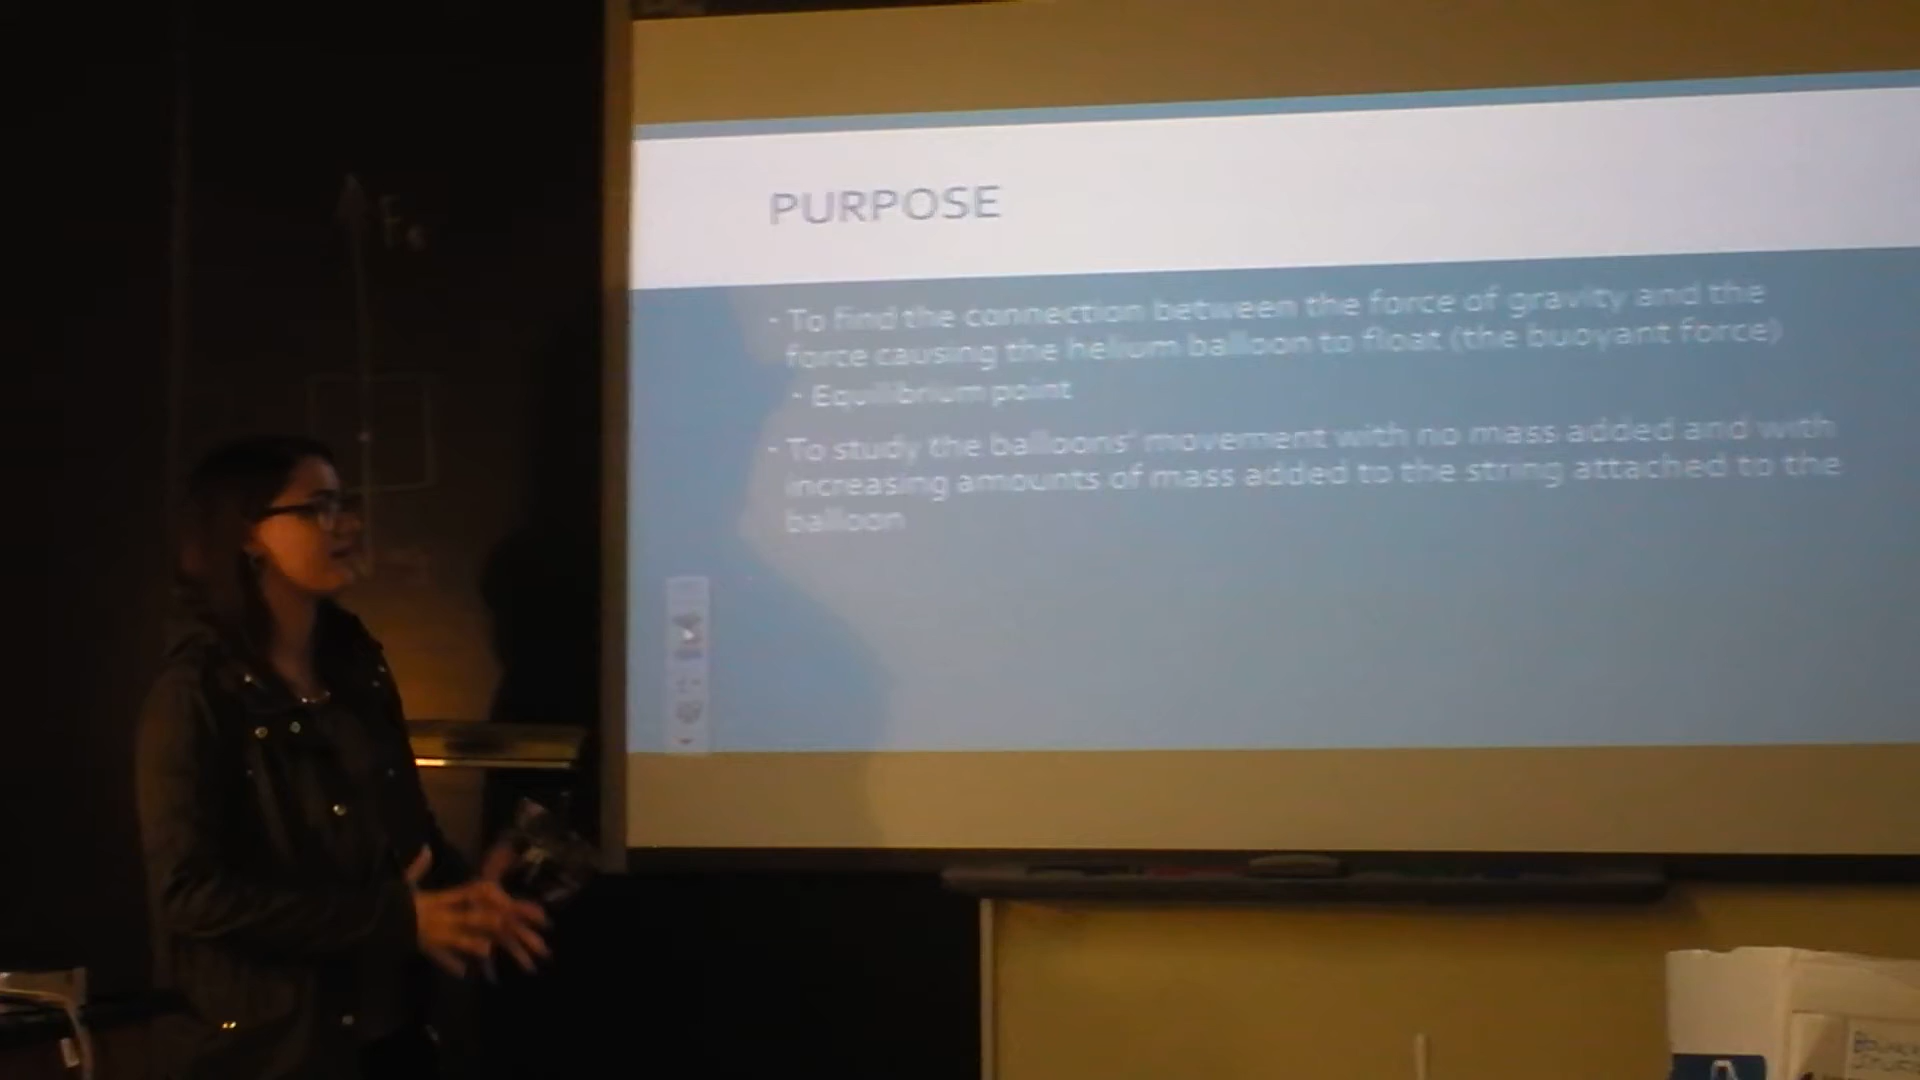 PURPOSE
- To find the connection between the force of gravity and the
force causing the helium balloon to float (the buoyant force)
- Equilibrium point
- To study the balloons' movement with no mass added and with
increasing amounts of mass added to the string attached to the
balloon